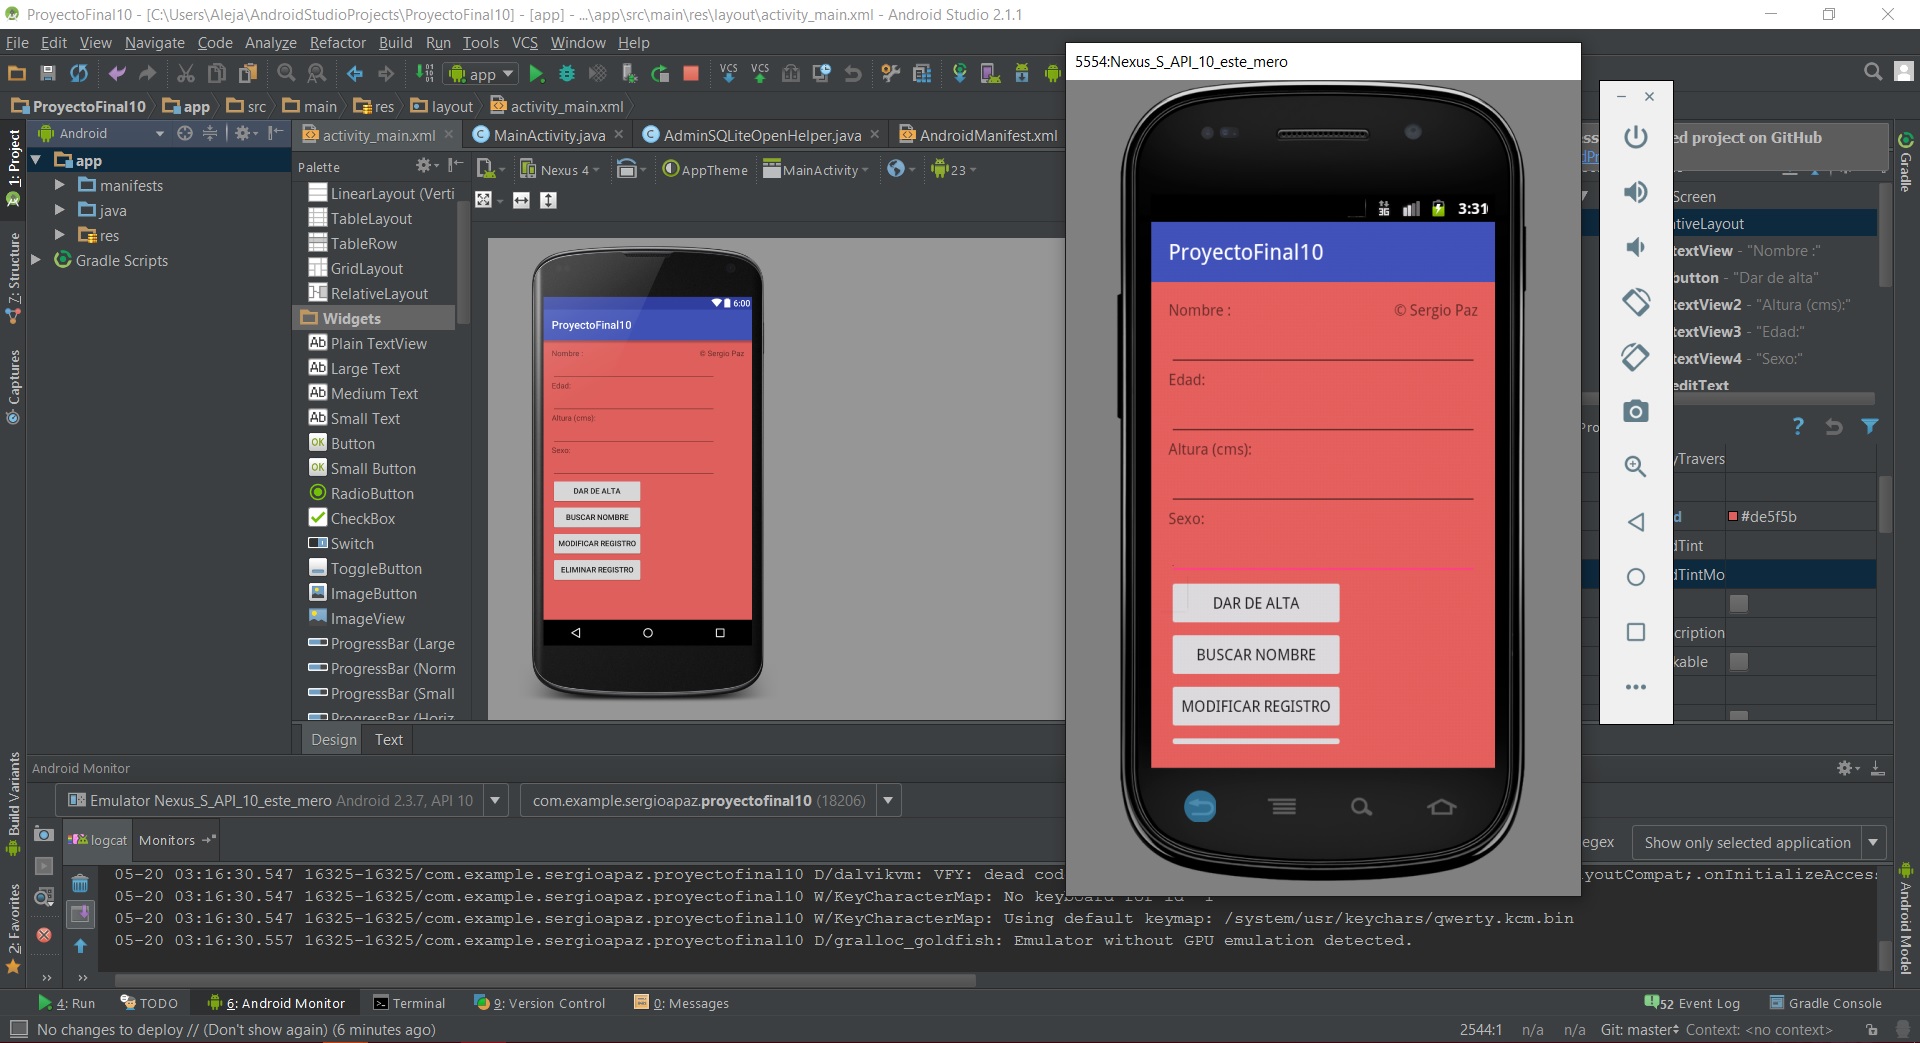 ProyectoFinal10 - [C:\Users\Aleja\AndroidStudioProjects\ProyectoFinal10] - [app] - ...\app\src\main\res\layout\activity_main.xml - Android Studio 2.1.1
File Edit View Navigate Code Analyze Refactor Build Run Tools VCS Window Help
app VCS VCS
ProyectoFinal10 app src main res layout activity_main.xml
Android
activity_main.xml MainActivity.java AdminSQLiteOpenHelper.java AndroidManifest.xml
1: Project
7: Structure
Captures
Build Variants
2: Favorites
app
manifests
java
res
Gradle Scripts
Palette
LinearLayout (Verti
TableLayout
TableRow
GridLayout
RelativeLayout
Widgets
Plain TextView
Large Text
Medium Text
Small Text
Button
Small Button
RadioButton
CheckBox
Switch
ToggleButton
ImageButton
ImageView
ProgressBar (Large
ProgressBar (Norm
ProgressBar (Small
ProgressBar (Horiz
Nexus 4 AppTheme MainActivity 23
6:00
ProyectoFinal10
Nombre : © Sergio Paz
Edad:
Altura (cms):
Sexo:
DAR DE ALTA
BUSCAR NOMBRE
MODIFICAR REGISTRO
ELIMINAR REGISTRO
Design Text
5554:Nexus_S_API_10_este_mero
3G 3:31
ProyectoFinal10
Nombre : © Sergio Paz
Edad:
Altura (cms):
Sexo:
DAR DE ALTA
BUSCAR NOMBRE
MODIFICAR REGISTRO
ed project on GitHub
Screen
tiveLayout
textView - "Nombre :"
button - "Dar de alta"
textView2 - "Altura (cms):"
textView3 - "Edad:"
textView4 - "Sexo:"
editText
Pro
yTravers
d #de5f5b
dTint
dTintMo
cription
kable
Gradle
Android Model
Android Monitor
Emulator Nexus_S_API_10_este_mero Android 2.3.7, API 10 com.example.sergioapaz.proyectofinal10 (18206)
logcat Monitors egex Show only selected application
05-20 03:16:30.547 16325-16325/com.example.sergioapaz.proyectofinal10 D/dalvikvm: VFY: dead cod youtCompat;.onInitializeAcces
05-20 03:16:30.547 16325-16325/com.example.sergioapaz.proyectofinal10 W/KeyCharacterMap: No keyboard for id
05-20 03:16:30.547 16325-16325/com.example.sergioapaz.proyectofinal10 W/KeyCharacterMap: Using default keymap: /system/usr/keychars/qwerty.kcm.bin
05-20 03:16:30.557 16325-16325/com.example.sergioapaz.proyectofinal10 D/gralloc_goldfish: Emulator without GPU emulation detected.
4: Run TODO 6: Android Monitor Terminal 9: Version Control 0: Messages 52 Event Log Gradle Console
No changes to deploy // (Don't show again) (6 minutes ago) 2544:1 n/a n/a Git: master Context: <no context>